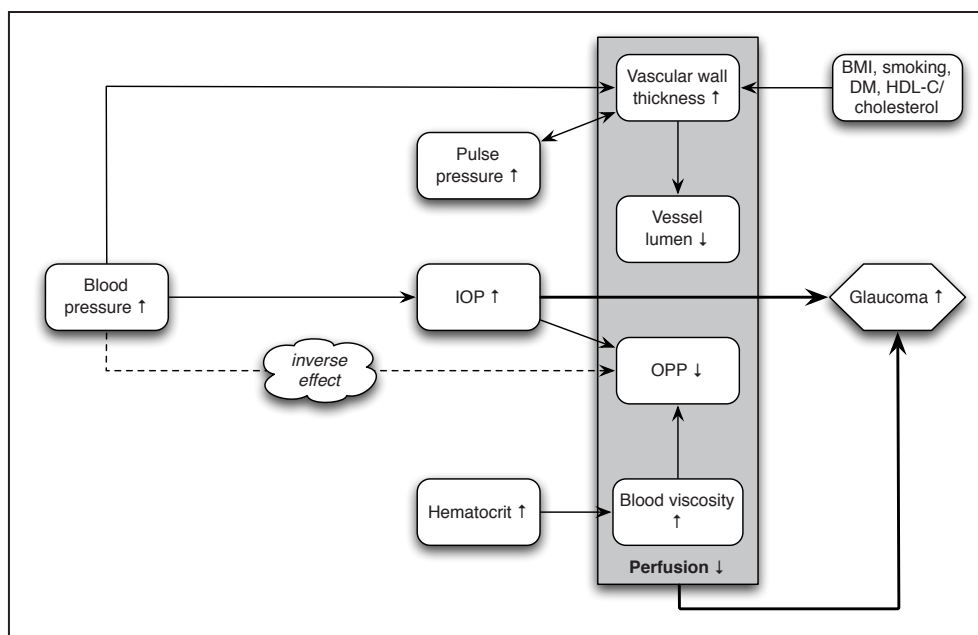 Vascular wall
thickness ↑
BMI, smoking,
DM, HDL-C/
cholesterol
Pulse
pressure ↑
Vessel
lumen ↓
Blood
pressure ↑
IOP ↑
Glaucoma ↑
inverse
effect
OPP ↓
Hematocrit ↑
Blood viscosity
↑
Perfusion ↓